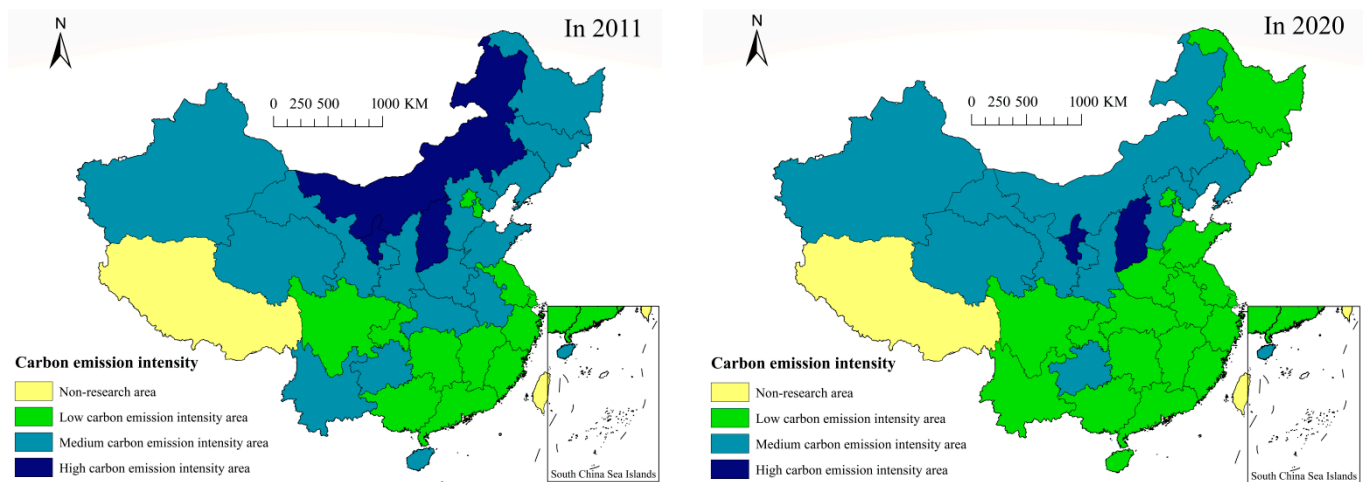 N
In 2011
0 250 500 1000 KM
Carbon emission intensity
Non-research area
Low carbon emission intensity area
Medium carbon emission intensity area
High carbon emission intensity area
South China Sea Islands
N
In 2020
0 250 500 1000 KM
Carbon emission intensity
Non-research area
Low carbon emission intensity area
Medium carbon emission intensity area
High carbon emission intensity area
South China Sea Islands